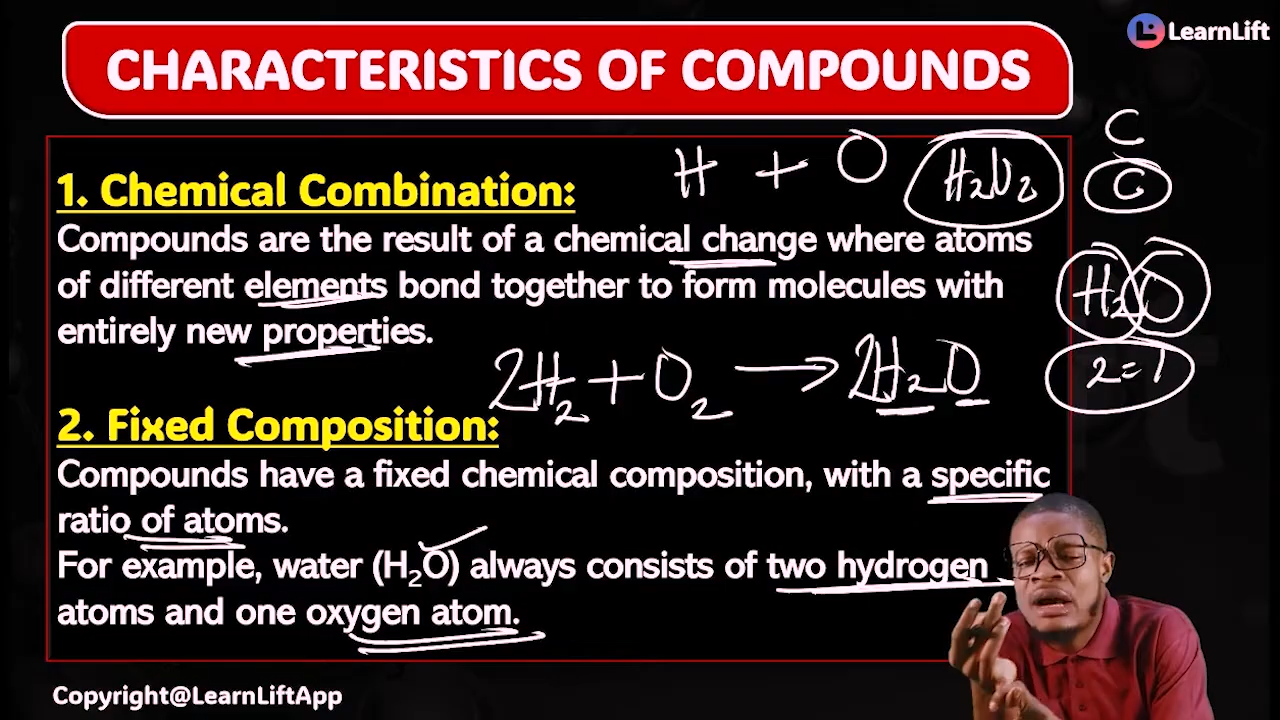 LearnLift
CHARACTERISTICS OF COMPOUNDS
C
H + O
1. Chemical Combination:
C
Compounds are the result of a chemical change where atoms
of different elements bond together to form molecules with
H₂O
entirely new properties.
2H₂ + O₂ → 2H₂O
2 = 1
2. Fixed Composition:
Compounds have a fixed chemical composition, with a specific
ratio of atoms.
For example, water (H₂O) always consists of two hydrogen
atoms and one oxygen atom.
Copyright@LearnLiftApp